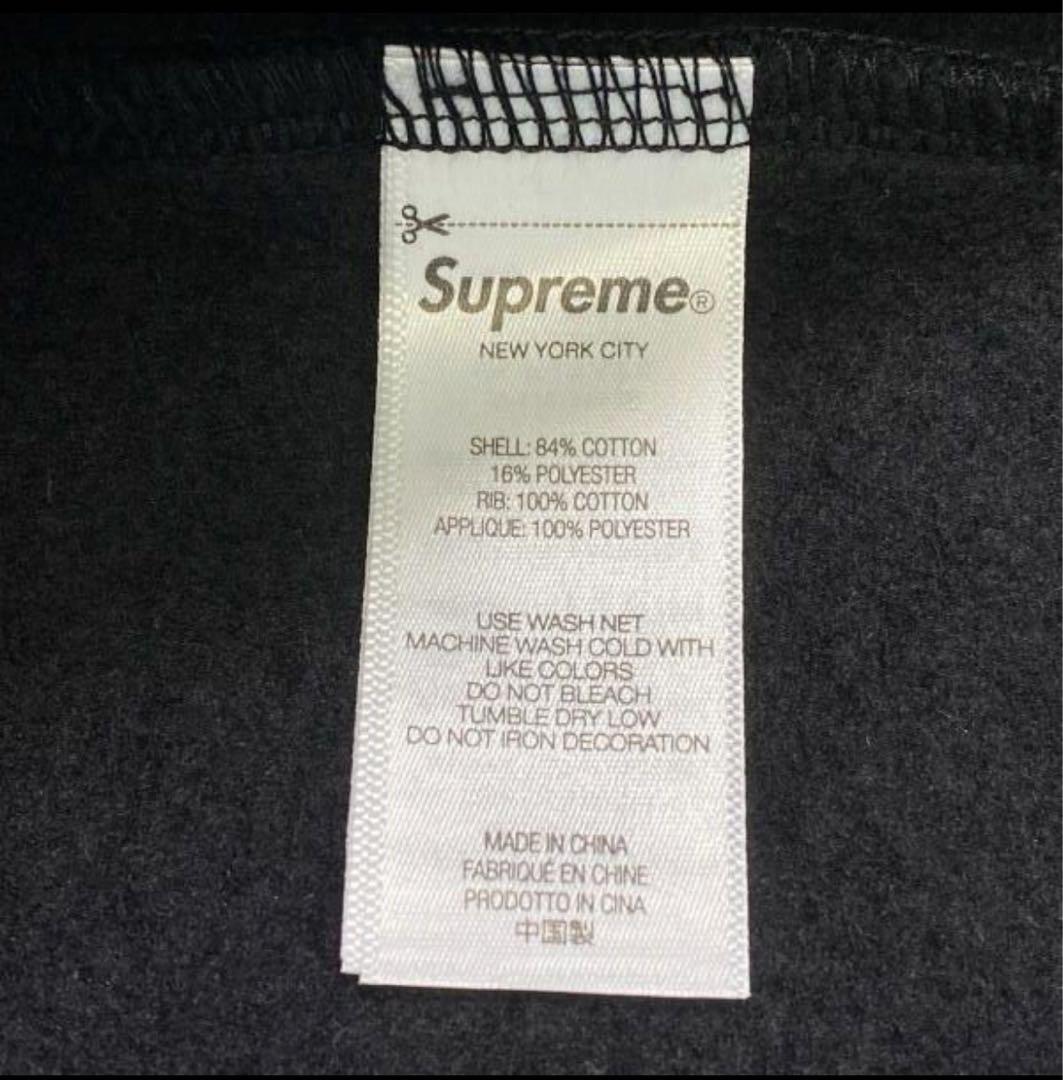 Supreme®
NEW YORK CITY
SHELL: 84% COTTON
16% POLYESTER
RIB: 100% COTTON
APPLIQUE: 100% POLYESTER
USE WASH NET
MACHINE WASH COLD WITH
LIKE COLORS
DO NOT BLEACH
TUMBLE DRY LOW
DO NOT IRON DECORATION
MADE IN CHINA
FABRIQUÉ EN CHINE
PRODOTTO IN CINA
中国製